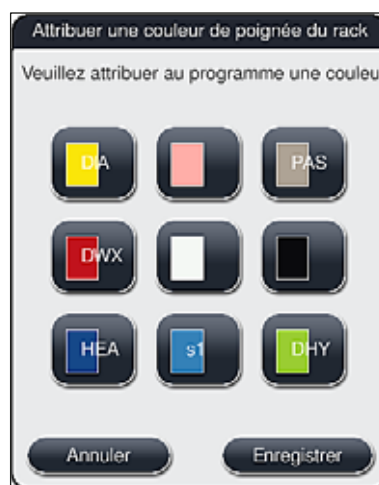 Attribuer une couleur de poignée du rack
Veuillez attribuer au programme une couleu
DIA
PAS
DWX
HEA
s1
DHY
Annuler
Enregistrer